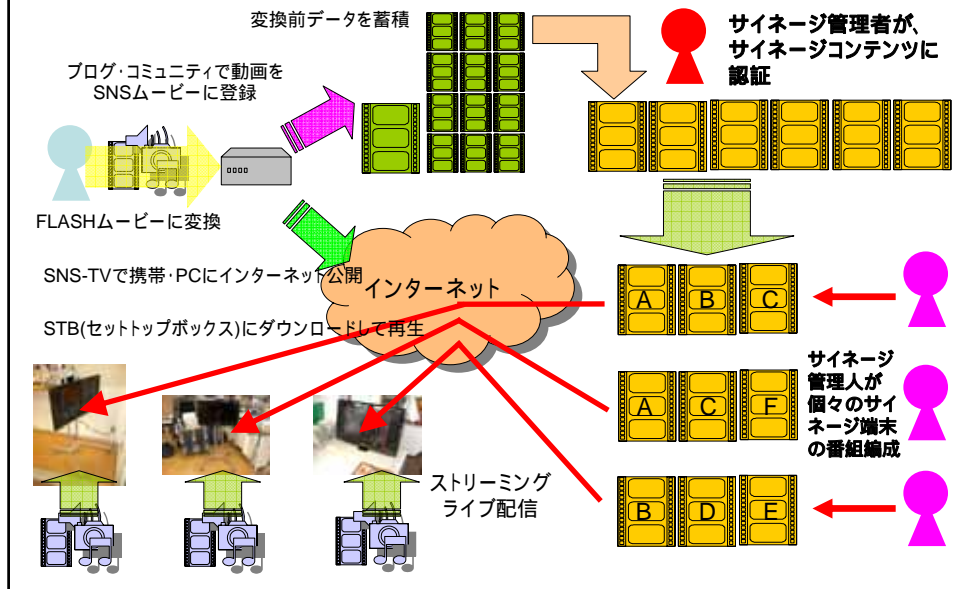 変換前データを蓄積
サイネージ管理者が、
サイネージコンテンツに
認証
ブログ・コミュニティで動画を
SNSムービーに登録
FLASHムービーに変換
SNS-TVで携帯・PCにインターネット公開
インターネット
STB(セットトップボックス)にダウンロードして再生
A B C
サイネージ
管理人が
個々のサイ
ネージ端末
の番組編成
A C F
ストリーミング
ライブ配信
B D E